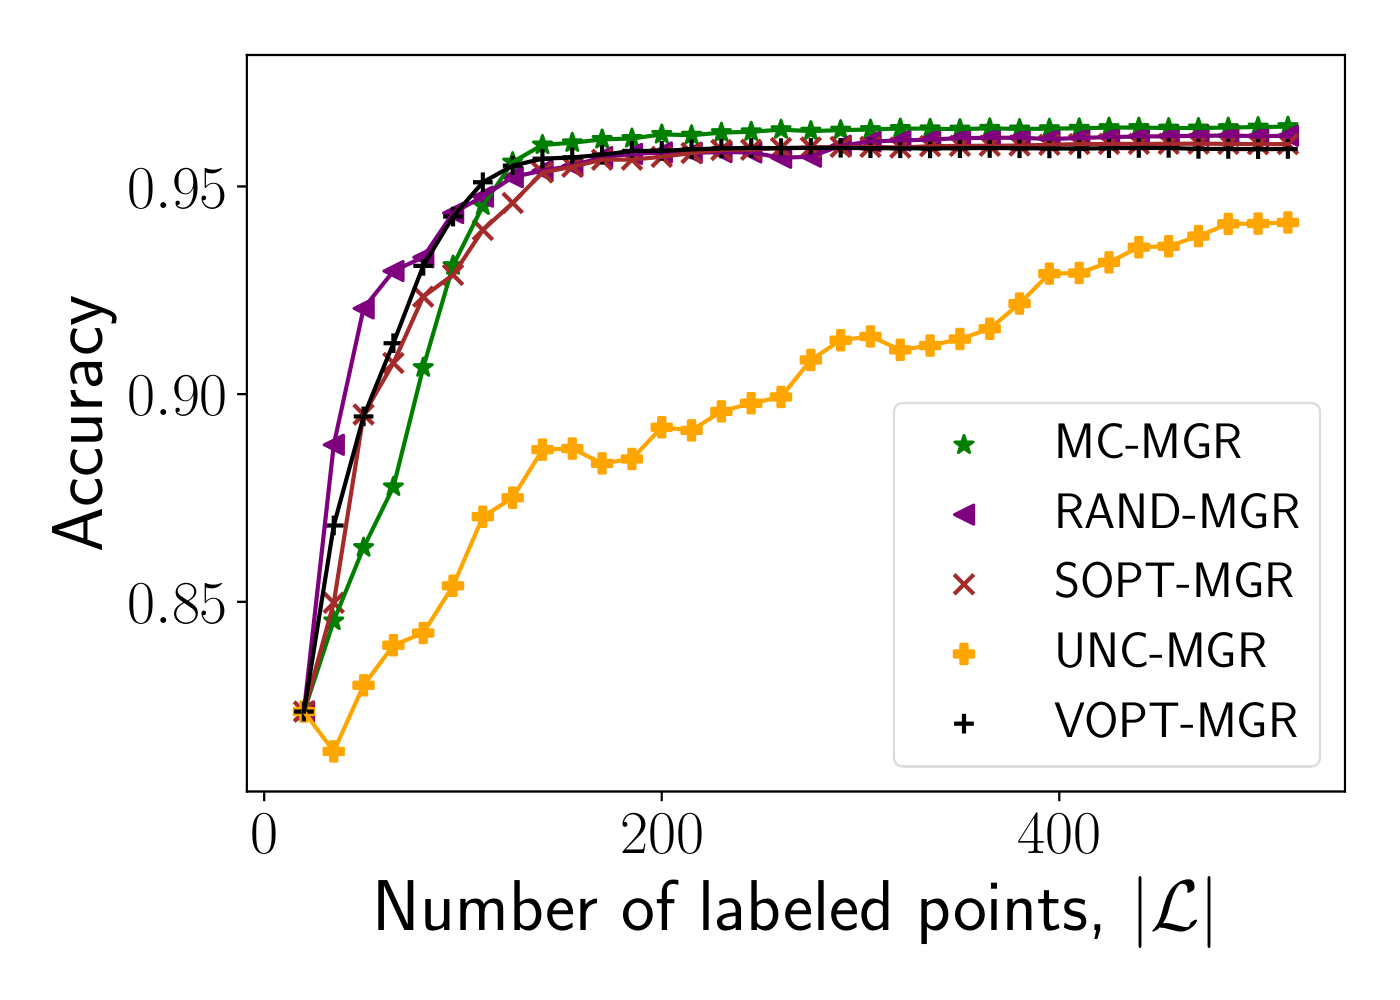 Accuracy
0.95
0.90
0.85
MC-MGR
RAND-MGR
SOPT-MGR
UNC-MGR
VOPT-MGR
0 200 400
Number of labeled points, |ℒ|